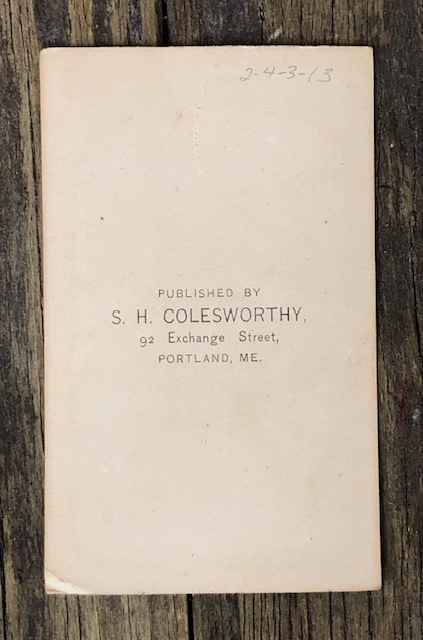 2-4-3-13
PUBLISHED BY
S. H. COLESWORTHY,
92 Exchange Street,
PORTLAND, ME.